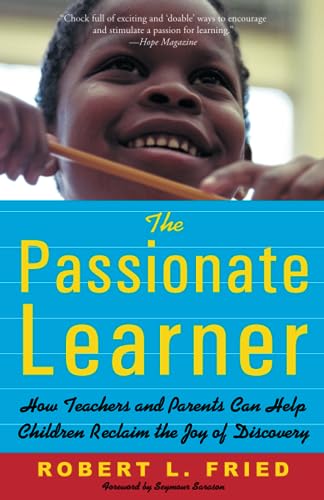 "Chock full of exciting and 'doable' ways to encourage
and stimulate a passion for learning."
—Hope Magazine
The
Passionate
Learner
How Teachers and Parents Can Help
Children Reclaim the Joy of Discovery
ROBERT L. FRIED
Foreword by Seymour Sarason